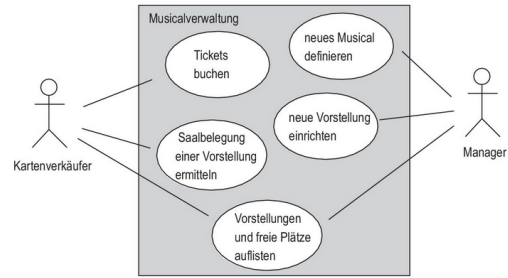 Musicalverwaltung
Tickets
buchen
neues Musical
definieren
neue Vorstellung
einrichten
Saalbelegung
einer Vorstellung
ermitteln
Vorstellungen
und freie Plätze
auflisten
Kartenverkäufer
Manager